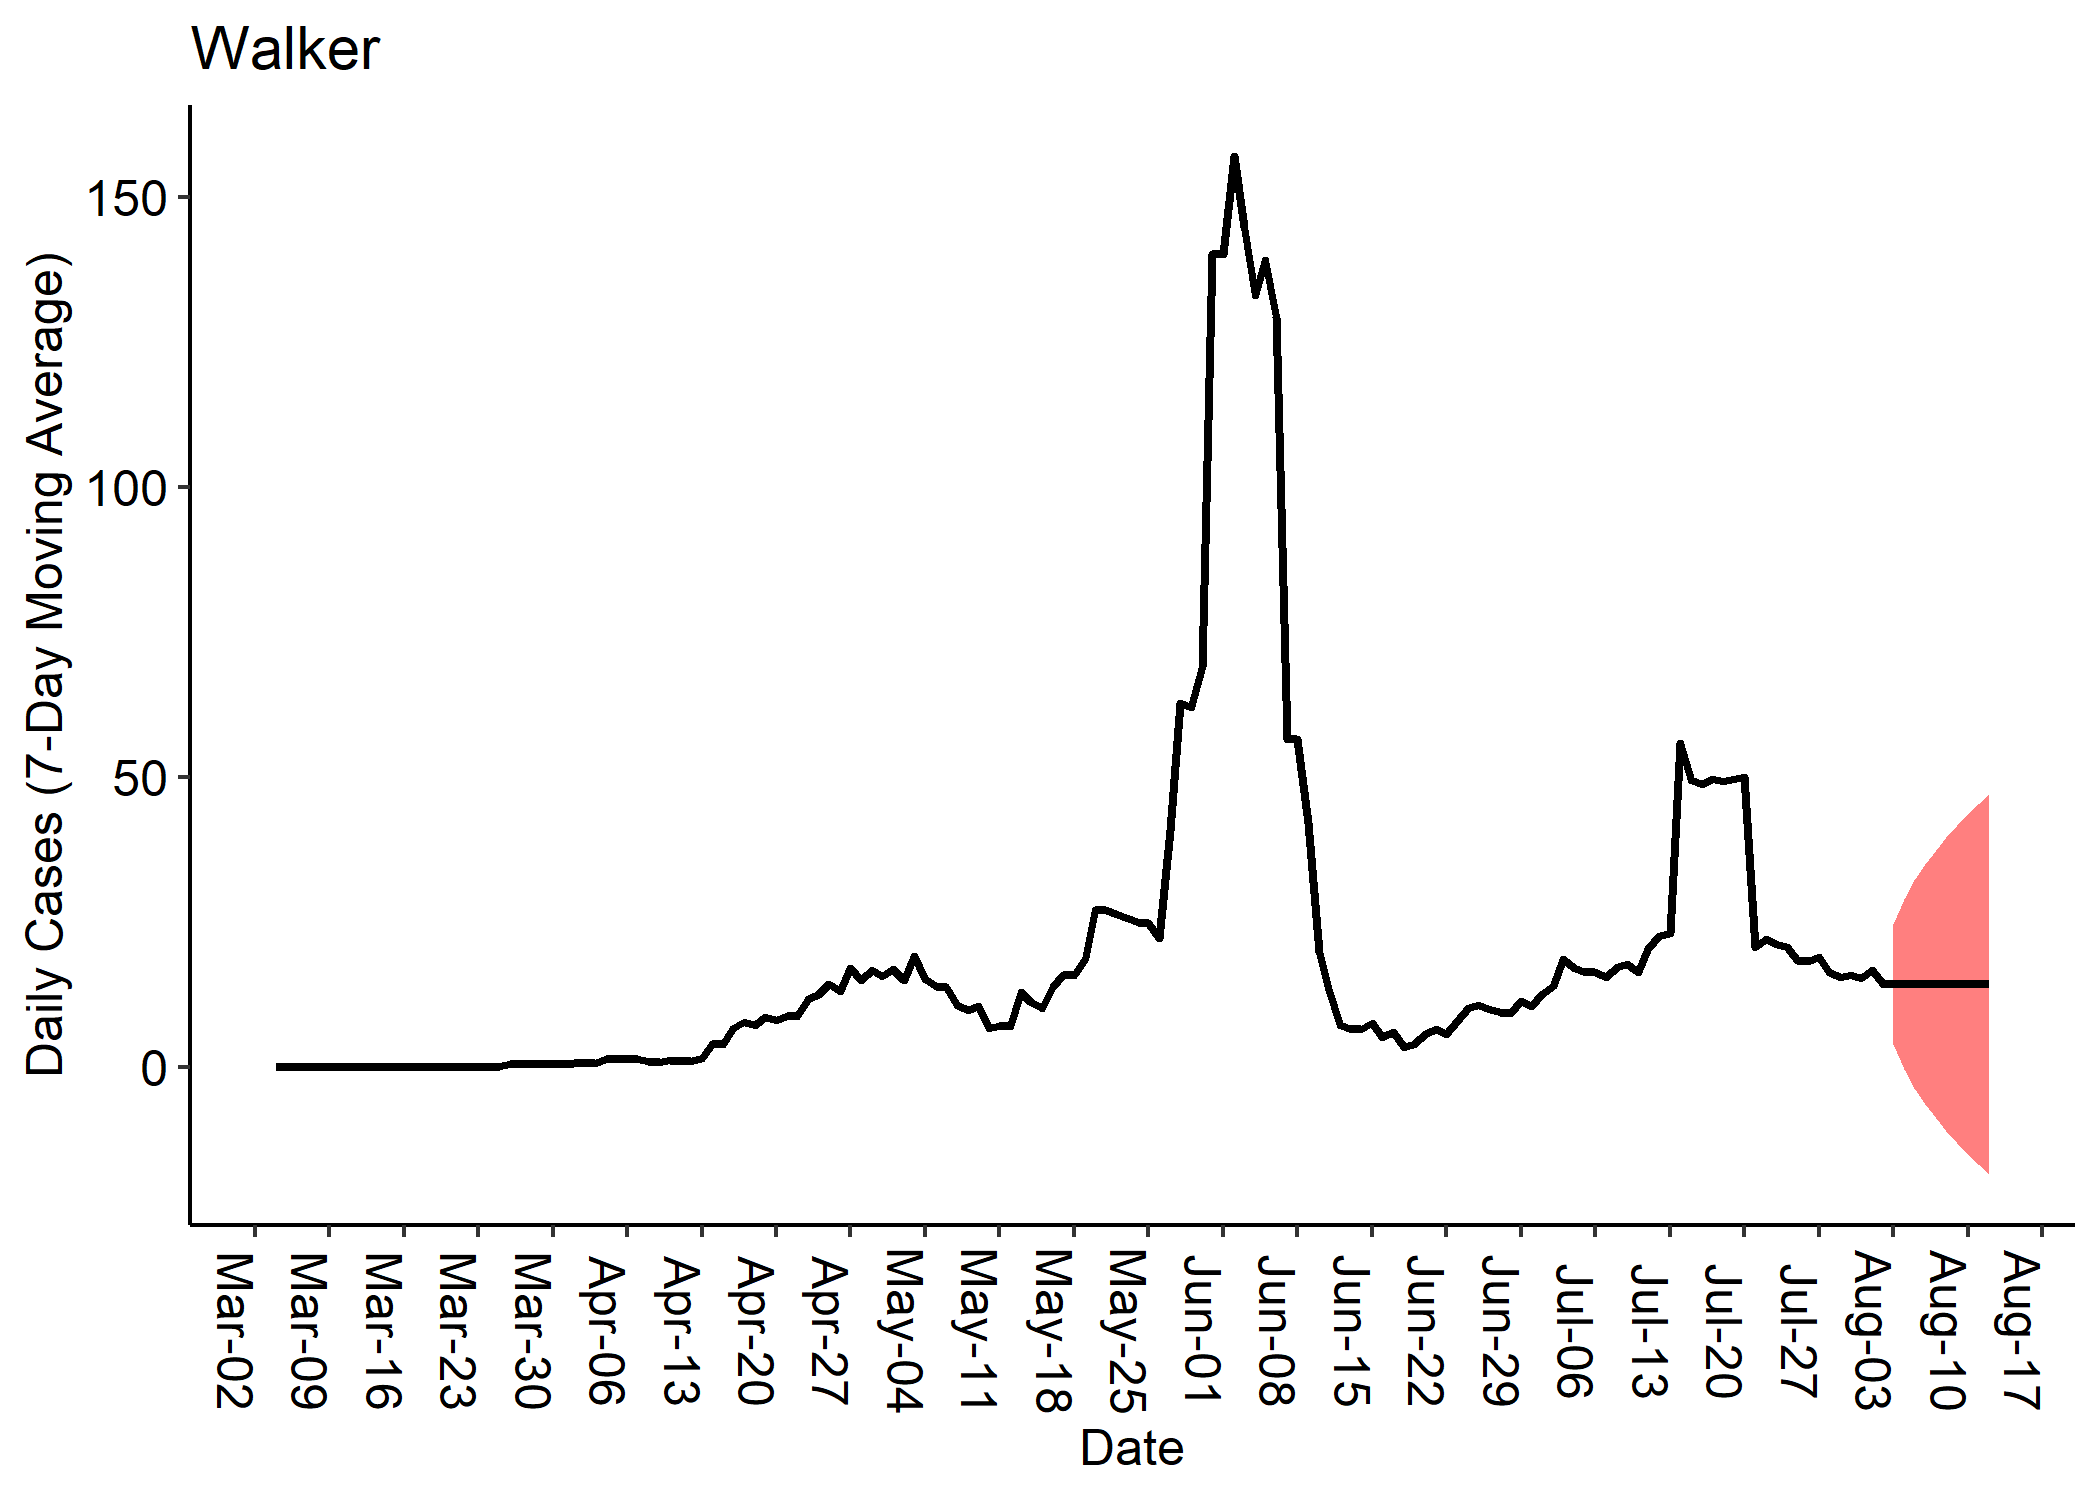 Walker
Daily Cases (7-Day Moving Average)
150
100
50
0
Mar-02
Mar-09
Mar-16
Mar-23
Mar-30
Apr-06
Apr-13
Apr-20
Apr-27
May-04
May-11
May-18
May-25
Jun-01
Jun-08
Jun-15
Jun-22
Jun-29
Jul-06
Jul-13
Jul-20
Jul-27
Aug-03
Aug-10
Aug-17
Date